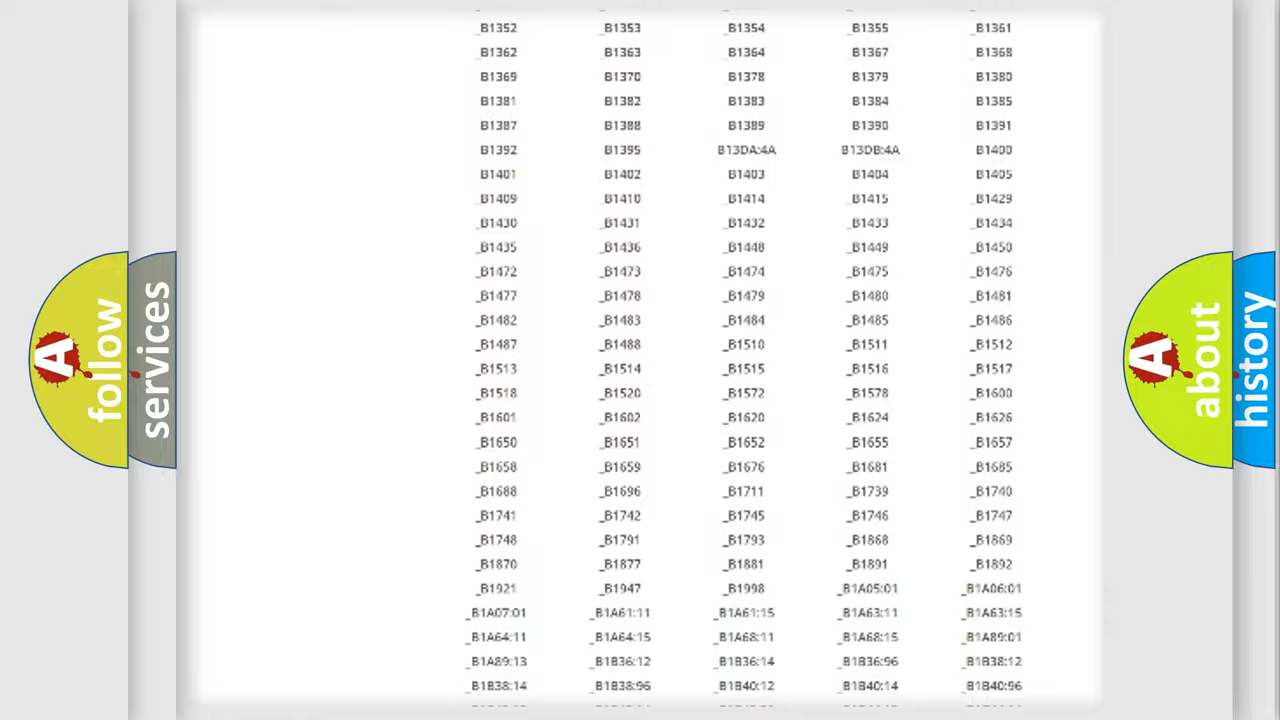 _B1352 _B1353 _B1354 _B1355 _B1361
_B1362 _B1363 _B1364 _B1367 _B1368
_B1369 _B1370 _B1378 _B1379 _B1380
_B1381 _B1382 _B1383 _B1384 _B1385
_B1387 _B1388 _B1389 _B1390 _B1391
_B1392 _B1395 _B13DA:4A _B13DB:4A _B1400
_B1401 _B1402 _B1403 _B1404 _B1405
_B1409 _B1410 _B1414 _B1415 _B1429
_B1430 _B1431 _B1432 _B1433 _B1434
_B1435 _B1436 _B1448 _B1449 _B1450
_B1472 _B1473 _B1474 _B1475 _B1476
_B1477 _B1478 _B1479 _B1480 _B1481
_B1482 _B1483 _B1484 _B1485 _B1486
_B1487 _B1488 _B1510 _B1511 _B1512
_B1513 _B1514 _B1515 _B1516 _B1517
_B1518 _B1520 _B1572 _B1578 _B1600
_B1601 _B1602 _B1620 _B1624 _B1626
_B1650 _B1651 _B1652 _B1655 _B1657
_B1658 _B1659 _B1676 _B1681 _B1685
_B1688 _B1696 _B1711 _B1739 _B1740
_B1741 _B1742 _B1745 _B1746 _B1747
_B1748 _B1791 _B1793 _B1868 _B1869
_B1870 _B1877 _B1881 _B1891 _B1892
_B1921 _B1947 _B1998 _B1A05:01 _B1A06:01
_B1A07:01 _B1A61:11 _B1A61:15 _B1A63:11 _B1A63:15
_B1A64:11 _B1A64:15 _B1A68:11 _B1A68:15 _B1A89:01
_B1A89:13 _B1B36:12 _B1B36:14 _B1B36:96 _B1B38:12
_B1B38:14 _B1B38:96 _B1B40:12 _B1B40:14 _B1B40:96
A follow
services
A about
history